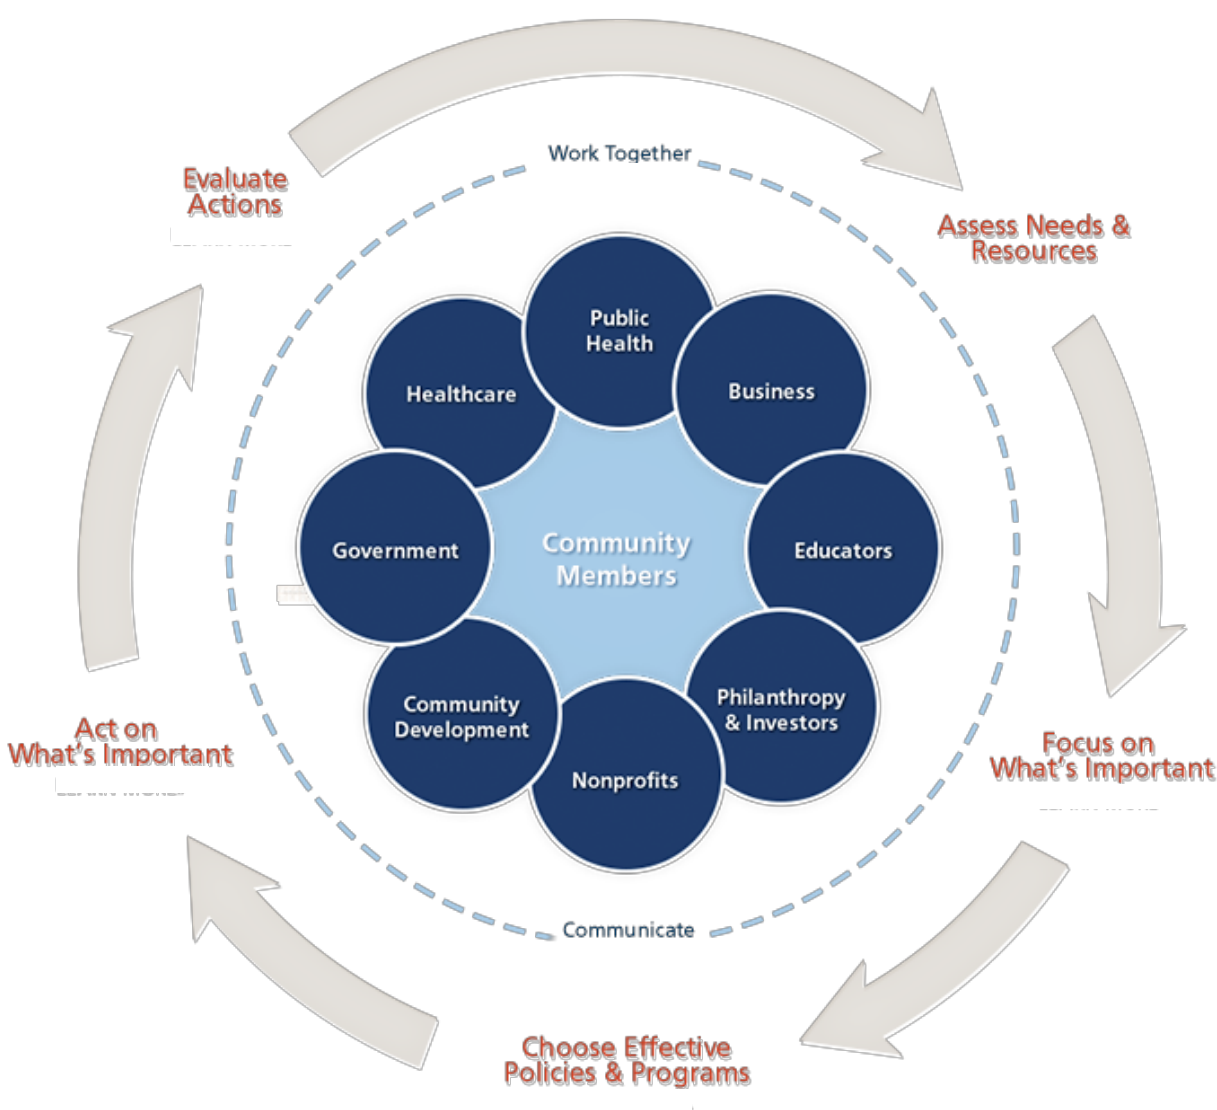 Work Together
Evaluate
Actions
Assess Needs &
Resources
Public
Health
Healthcare
Business
Government
Community
Members
Educators
Community
Development
Philanthropy
& Investors
Nonprofits
Act on
What's Important
Focus on
What's Important
Communicate
Choose Effective
Policies & Programs